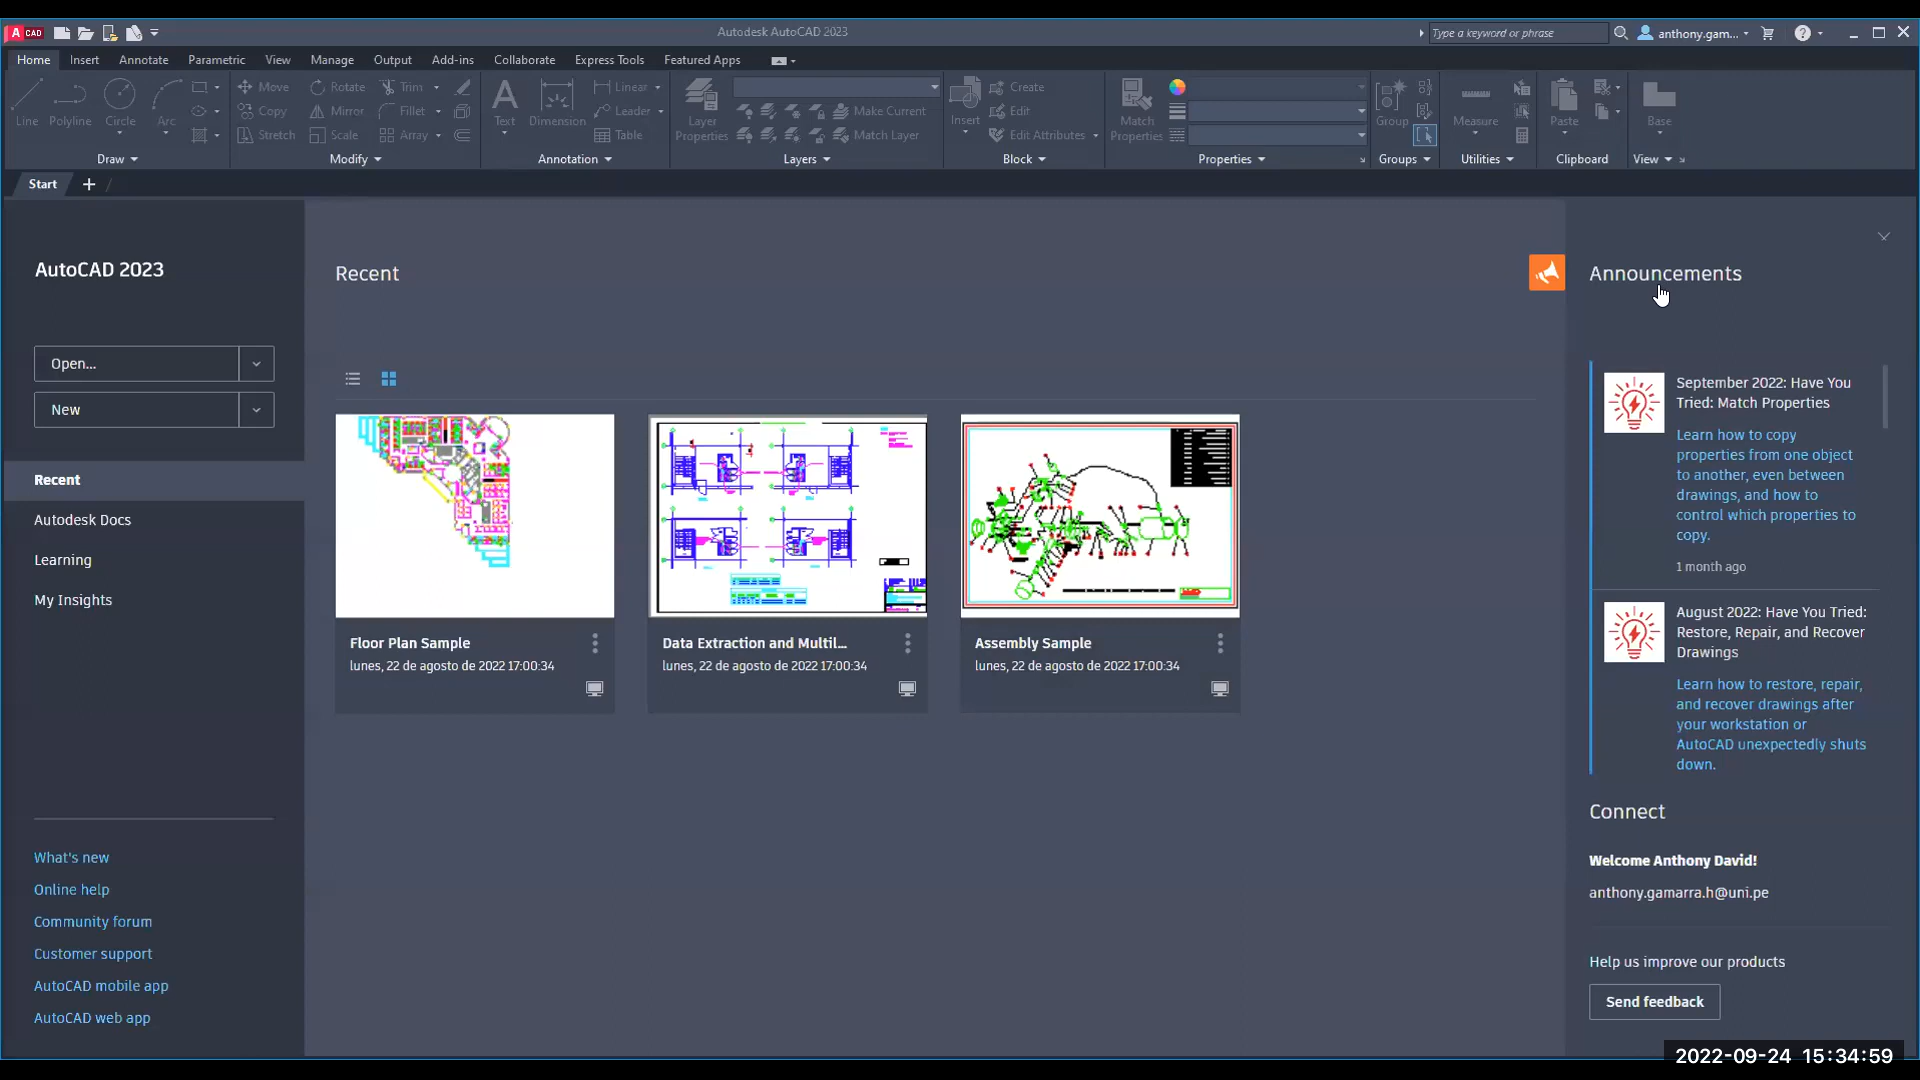 A CAD
Autodesk AutoCAD 2023
Type a keyword or phrase
anthony.gam...
Home Insert Annotate Parametric View Manage Output Add-ins Collaborate Express Tools Featured Apps
Line
Polyline
Circle
Arc
Draw
Move
Copy
Stretch
Rotate
Mirror
Scale
Trim
Fillet
Array
Modify
Text
Dimension
Linear
Leader
Table
Annotation
Layer
Properties
Make Current
Match Layer
Layers
Insert
Create
Edit
Edit Attributes
Block
Match
Properties
Properties
Group
Groups
Measure
Utilities
Paste
Clipboard
Base
View
Start
AutoCAD 2023
Open...
New
Recent
Autodesk Docs
Learning
My Insights
What's new
Online help
Community forum
Customer support
AutoCAD mobile app
AutoCAD web app
Recent
Floor Plan Sample
lunes, 22 de agosto de 2022 17:00:34
Data Extraction and Multil...
lunes, 22 de agosto de 2022 17:00:34
Assembly Sample
lunes, 22 de agosto de 2022 17:00:34
Announcements
September 2022: Have You
Tried: Match Properties
Learn how to copy
properties from one object
to another, even between
drawings, and how to
control which properties to
copy.
1 month ago
August 2022: Have You Tried:
Restore, Repair, and Recover
Drawings
Learn how to restore, repair,
and recover drawings after
your workstation or
AutoCAD unexpectedly shuts
down.
Connect
Welcome Anthony David!
anthony.gamarra.h@uni.pe
Help us improve our products
Send feedback
2022-09-24 15:34:59